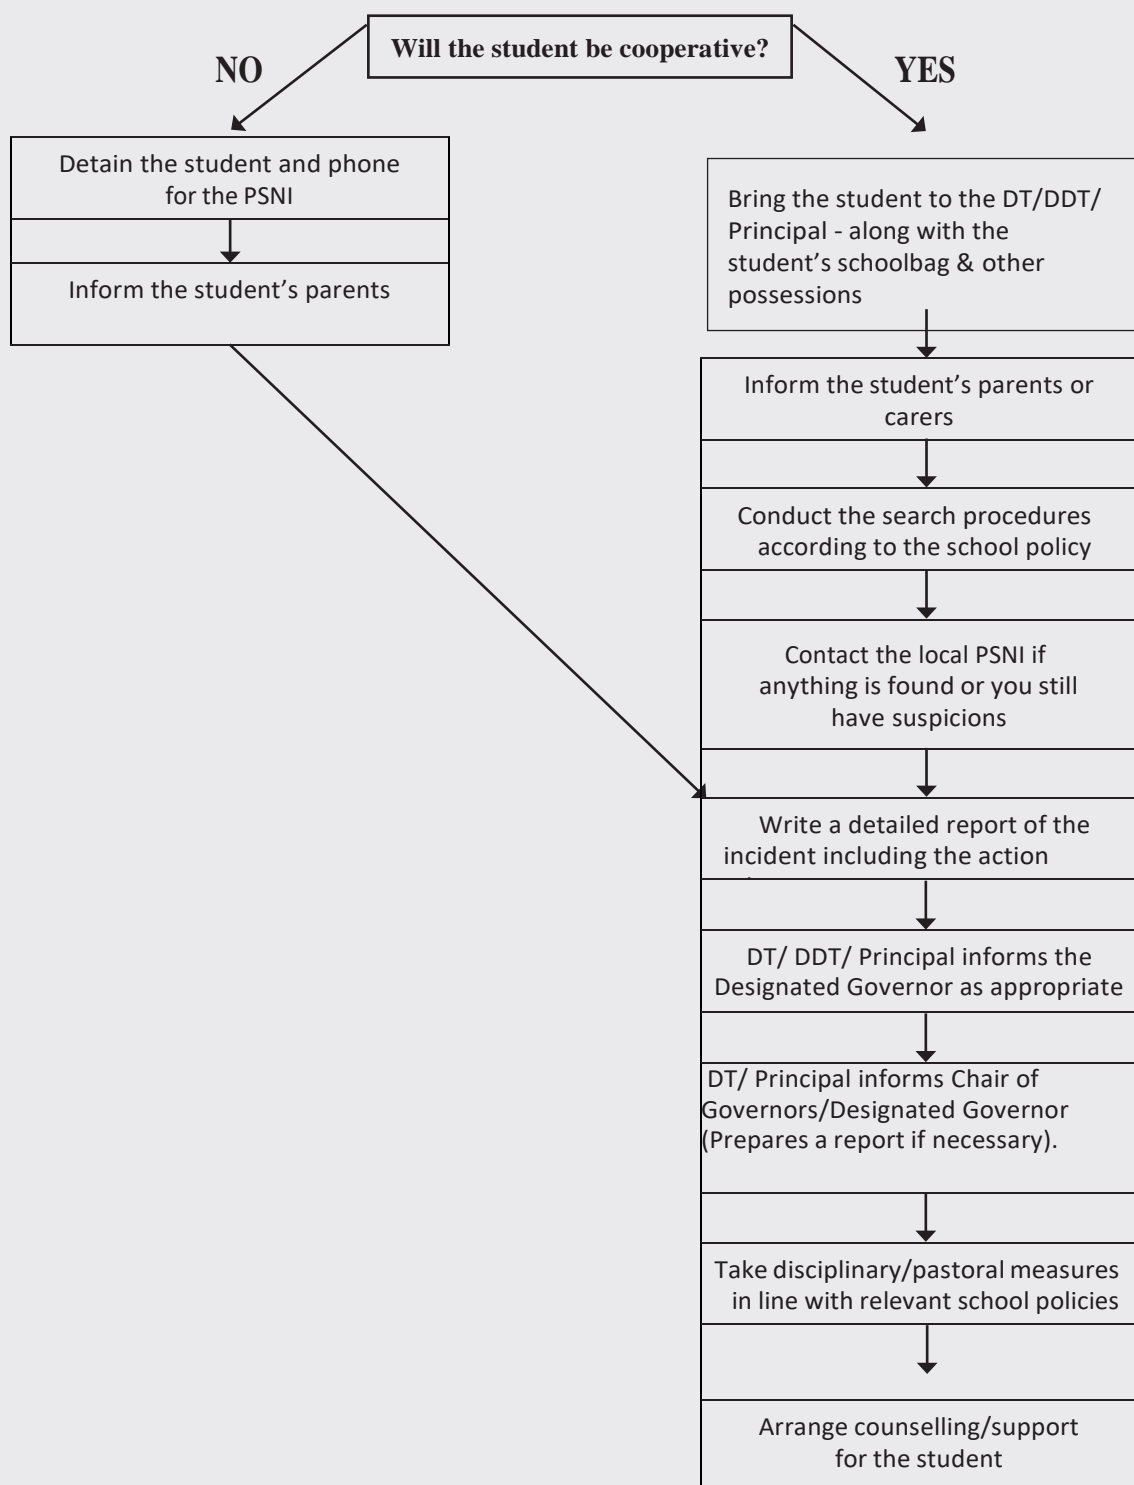 Will the student be cooperative?
NO
YES
Detain the student and phone
for the PSNI
Inform the student’s parents
Bring the student to the DT/DDT/
Principal - along with the
student’s schoolbag & other
possessions
Inform the student’s parents or
carers
Conduct the search procedures
according to the school policy
Contact the local PSNI if
anything is found or you still
have suspicions
Write a detailed report of the
incident including the action
DT/ DDT/ Principal informs the
Designated Governor as appropriate
DT/ Principal informs Chair of
Governors/Designated Governor
(Prepares a report if necessary).
Take disciplinary/pastoral measures
in line with relevant school policies
Arrange counselling/support
for the student